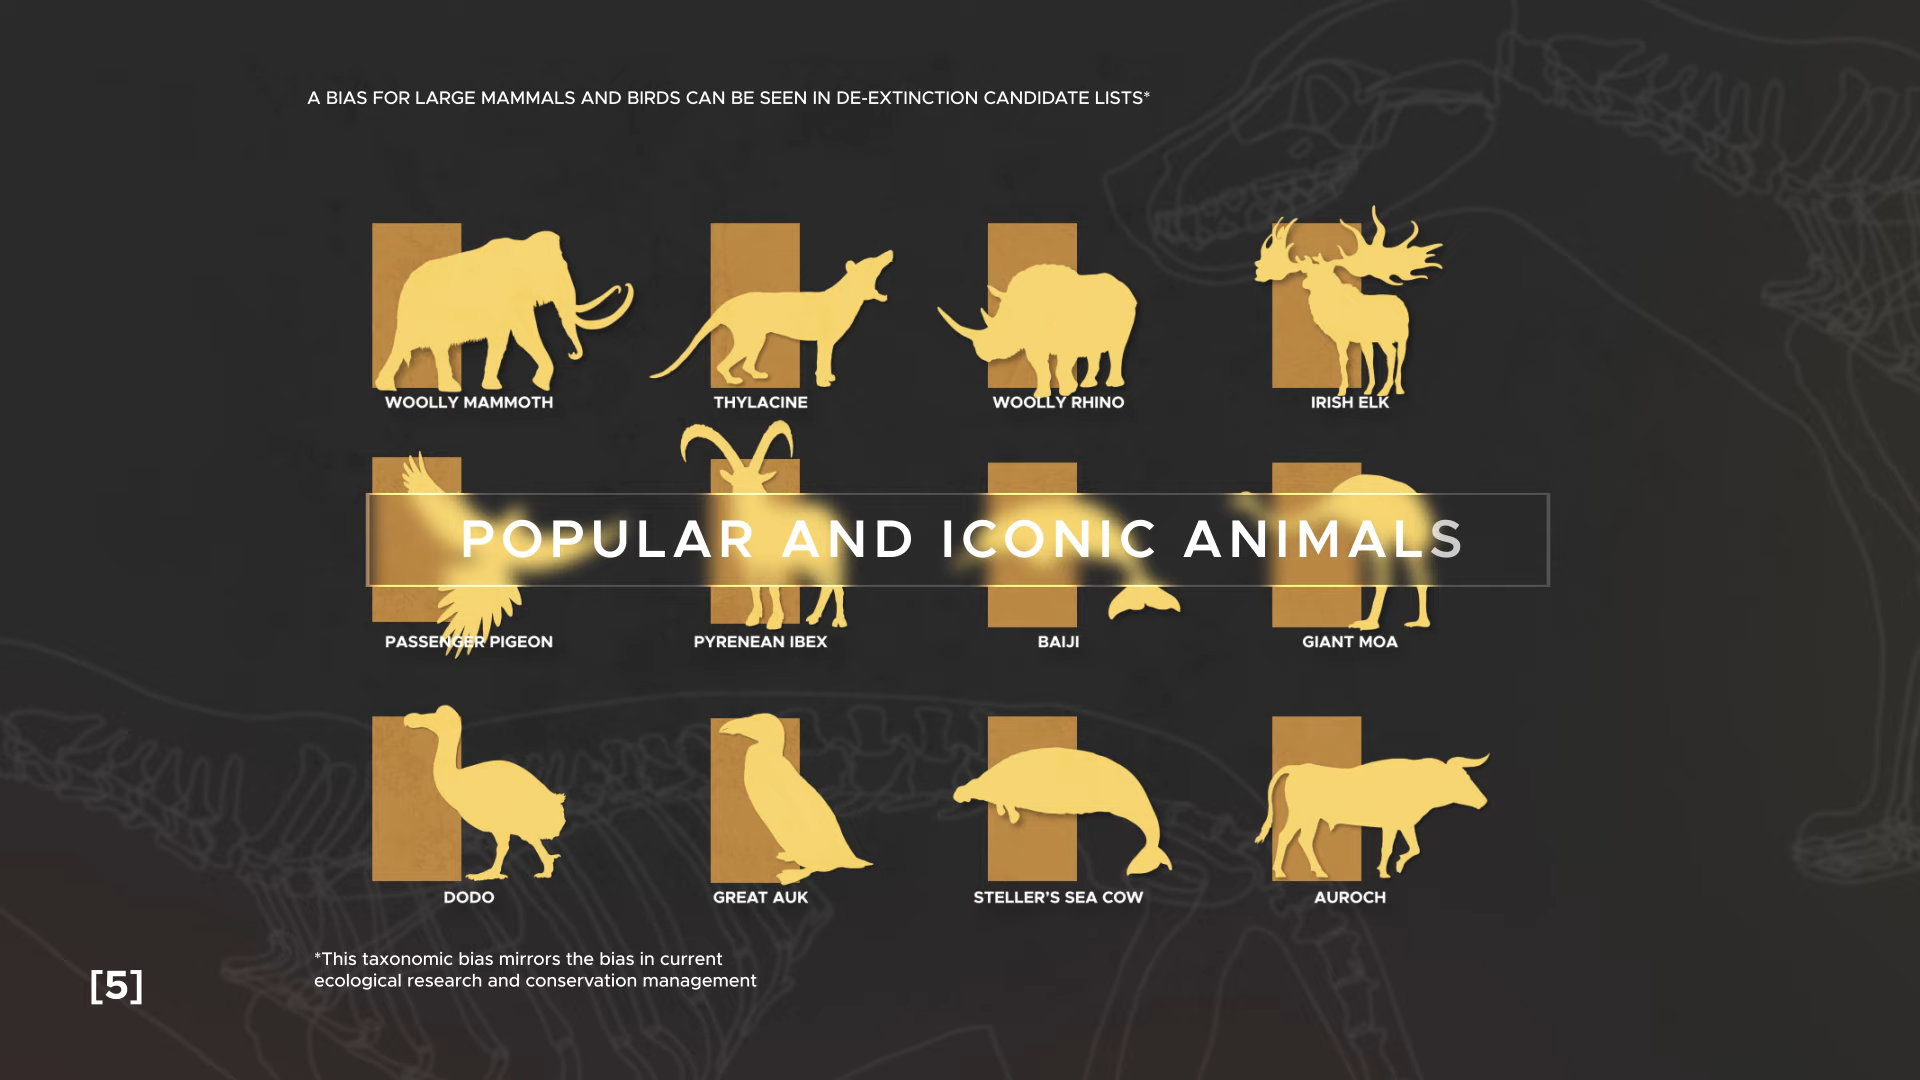 A BIAS FOR LARGE MAMMALS AND BIRDS CAN BE SEEN IN DE-EXTINCTION CANDIDATE LISTS*
WOOLLY MAMMOTH
THYLACINE
WOOLLY RHINO
IRISH ELK
POPULAR AND ICONIC ANIMALS
PASSENGER PIGEON
PYRENEAN IBEX
BAIJI
GIANT MOA
DODO
GREAT AUK
STELLER'S SEA COW
AUROCH
*This taxonomic bias mirrors the bias in current
ecological research and conservation management
[5]